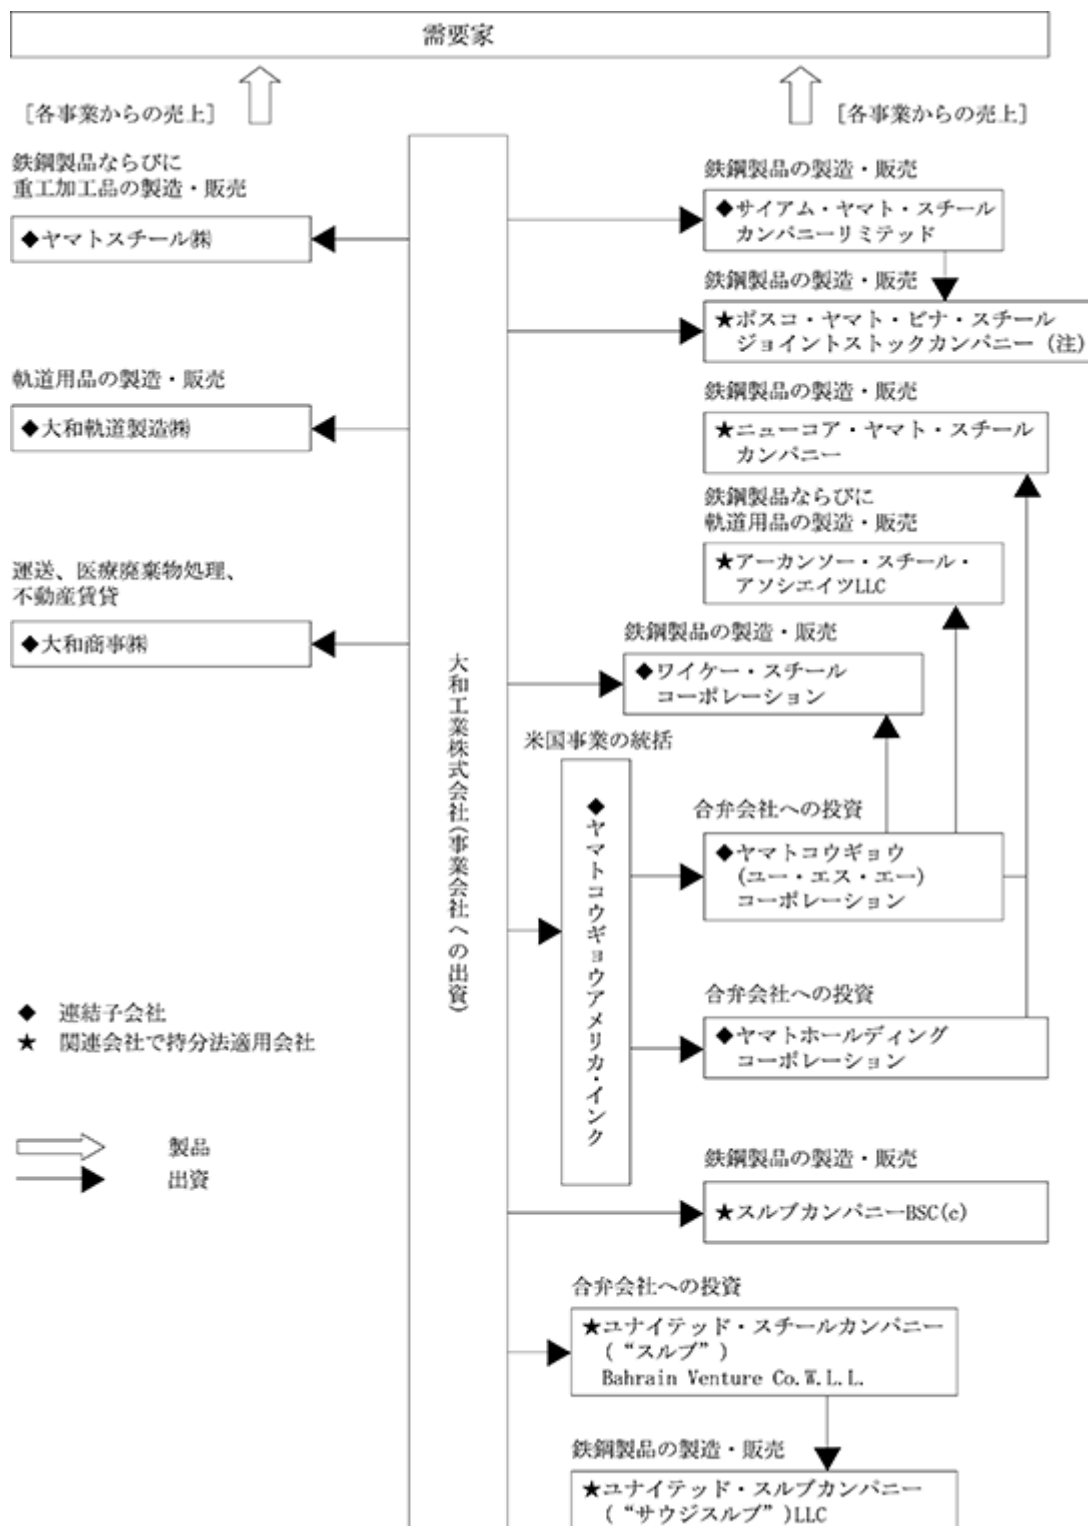 需要家
[各事業からの売上]
[各事業からの売上]
鉄鋼製品ならびに
重工加工品の製造・販売
◆ヤマトスチール㈱
軌道用品の製造・販売
◆大和軌道製造㈱
運送、医療廃棄物処理、
不動産賃貸
◆大和商事㈱
大和工業株式会社(事業会社への出資)
鉄鋼製品の製造・販売
◆サイアム・ヤマト・スチール
カンパニーリミテッド
鉄鋼製品の製造・販売
★ポスコ・ヤマト・ビナ・スチール
ジョイントストックカンパニー (注)
鉄鋼製品の製造・販売
★ニューコア・ヤマト・スチール
カンパニー
鉄鋼製品ならびに
軌道用品の製造・販売
★アーカンソー・スチール・
アソシエイツLLC
鉄鋼製品の製造・販売
◆ワイケー・スチール
コーポレーション
米国事業の統括
◆ヤマトコウギョウアメリカ・インク
合弁会社への投資
◆ヤマトコウギョウ
(ユー・エス・エー)
コーポレーション
合弁会社への投資
◆ヤマトホールディング
コーポレーション
鉄鋼製品の製造・販売
★スルブカンパニーBSC(c)
合弁会社への投資
★ユナイテッド・スチールカンパニー
(“スルブ”)
Bahrain Venture Co.W.L.L.
鉄鋼製品の製造・販売
★ユナイテッド・スルブカンパニー
(“サウジスルブ”)LLC
◆ 連結子会社
★ 関連会社で持分法適用会社
製品
出資